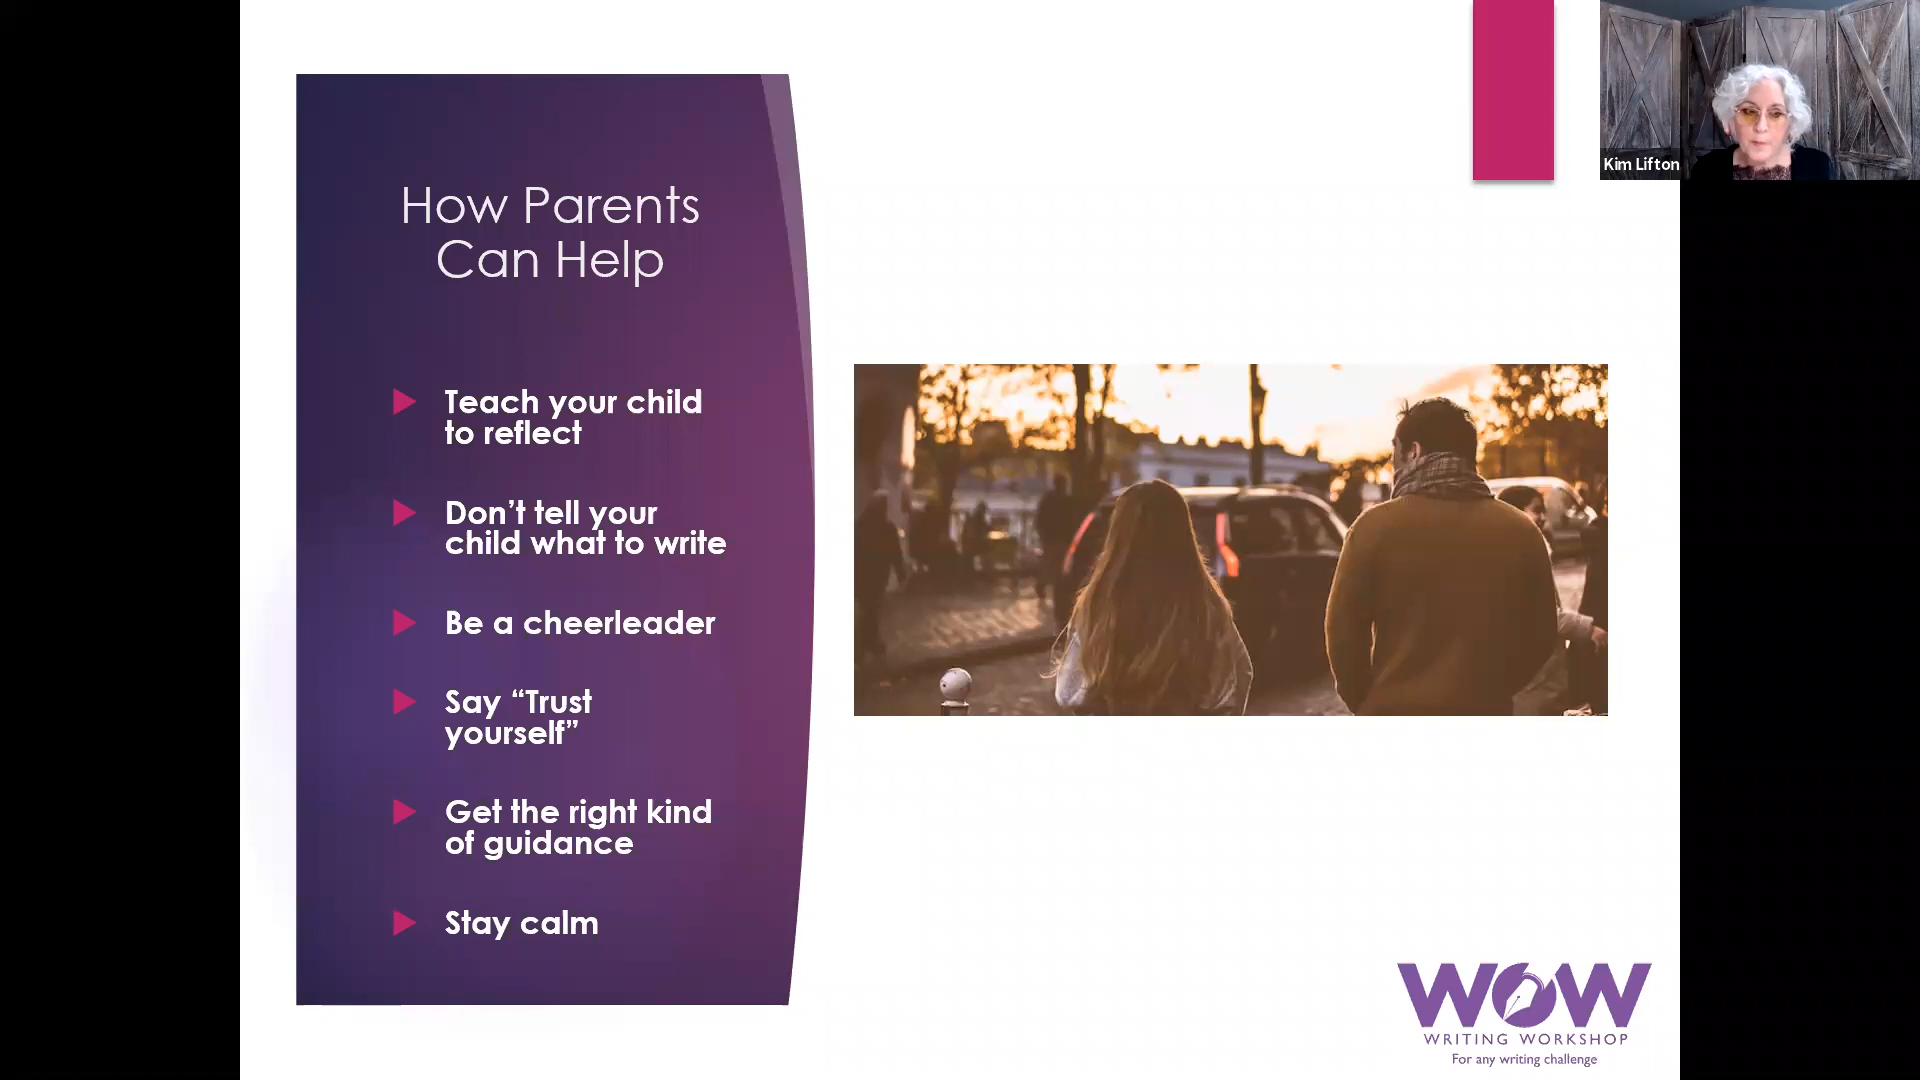 How Parents
Can Help
Teach your child
to reflect
Don’t tell your
child what to write
Be a cheerleader
Say “Trust
yourself”
Get the right kind
of guidance
Stay calm
Kim Lifton
WOW
WRITING WORKSHOP
For any writing challenge